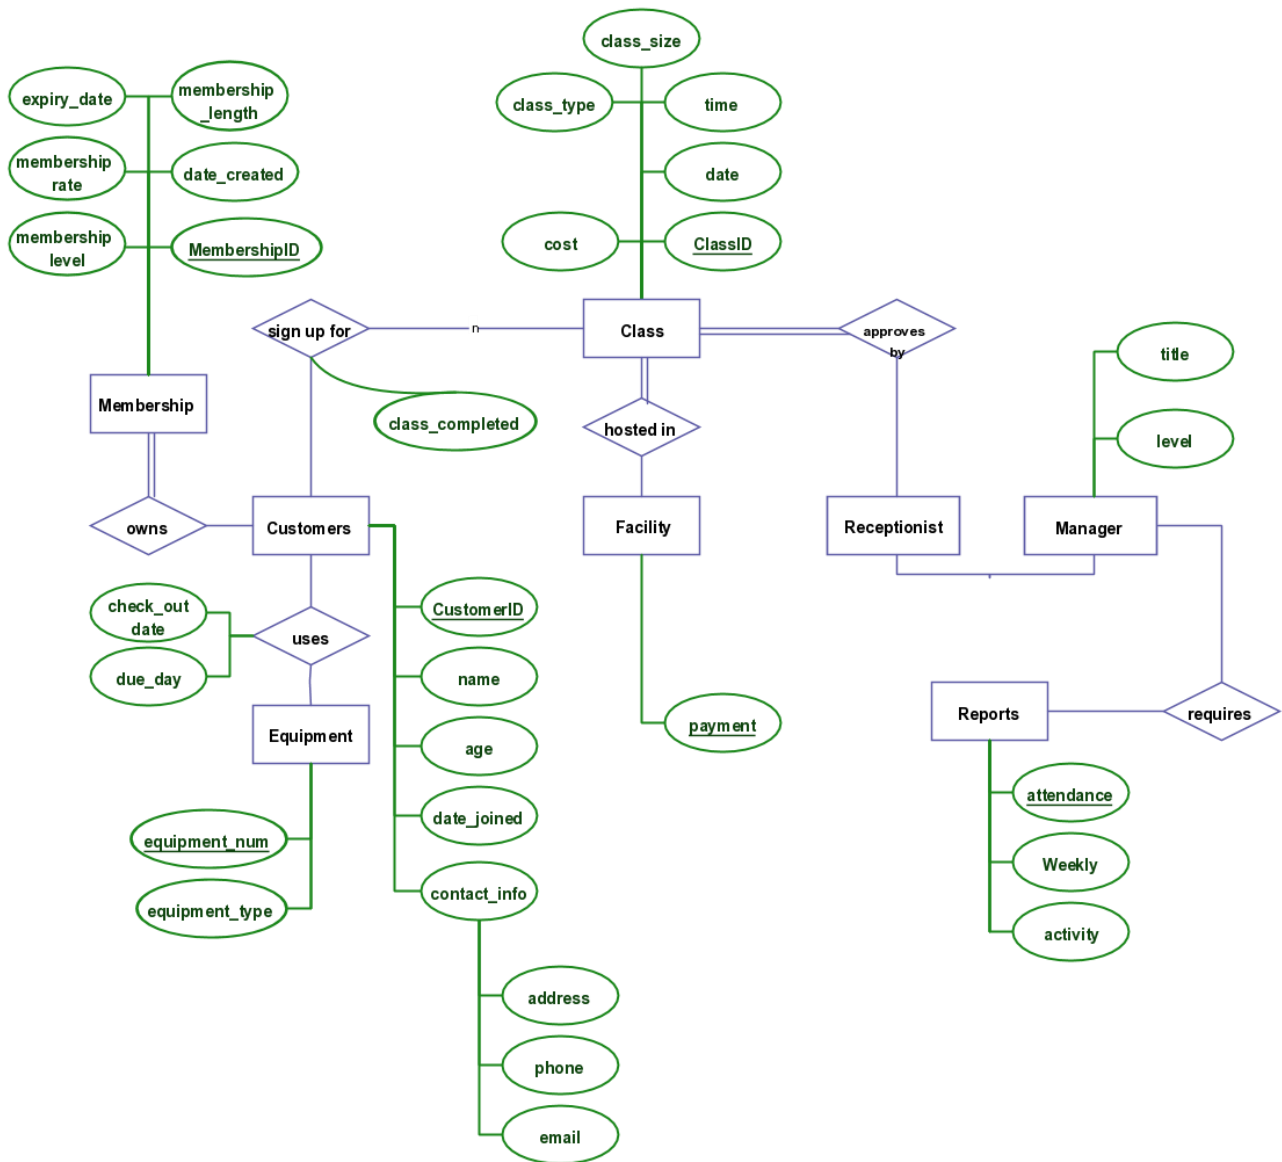 class_size
expiry_date
membership
_length
class_type
time
membership
rate
date_created
date
membership
level
MembershipID
cost
ClassID
sign up for
n
Class
approves
by
title
Membership
class_completed
hosted in
level
owns
Customers
Facility
Receptionist
Manager
check_out
date
CustomerID
uses
due_day
name
Reports
requires
payment
Equipment
age
attendance
date_joined
equipment_num
Weekly
contact_info
equipment_type
activity
address
phone
email